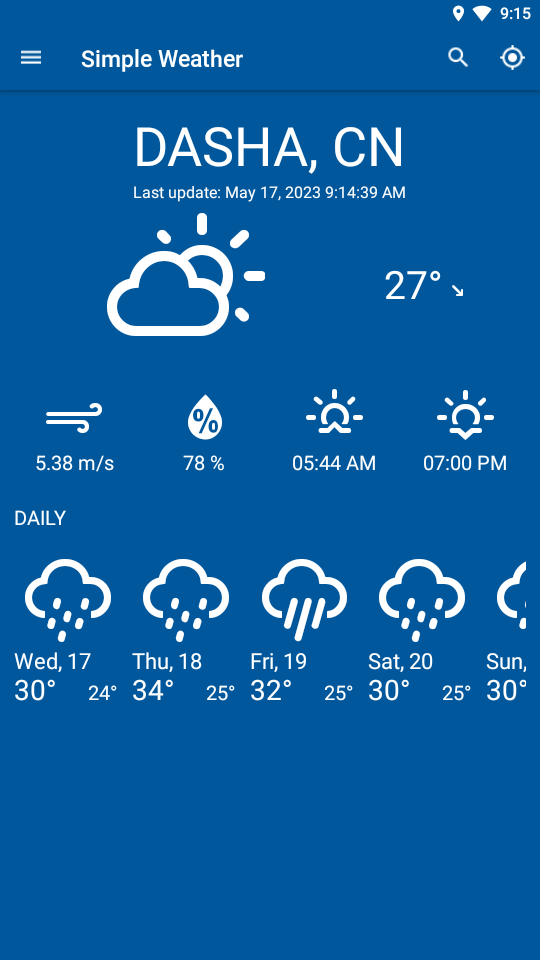 9:15
Simple Weather
DASHA, CN
Last update: May 17, 2023 9:14:39 AM
27°
%
5.38 m/s 78 % 05:44 AM 07:00 PM
DAILY
Wed, 17 Thu, 18 Fri, 19 Sat, 20 Sun,
30° 24° 34° 25° 32° 25° 30° 25° 30°